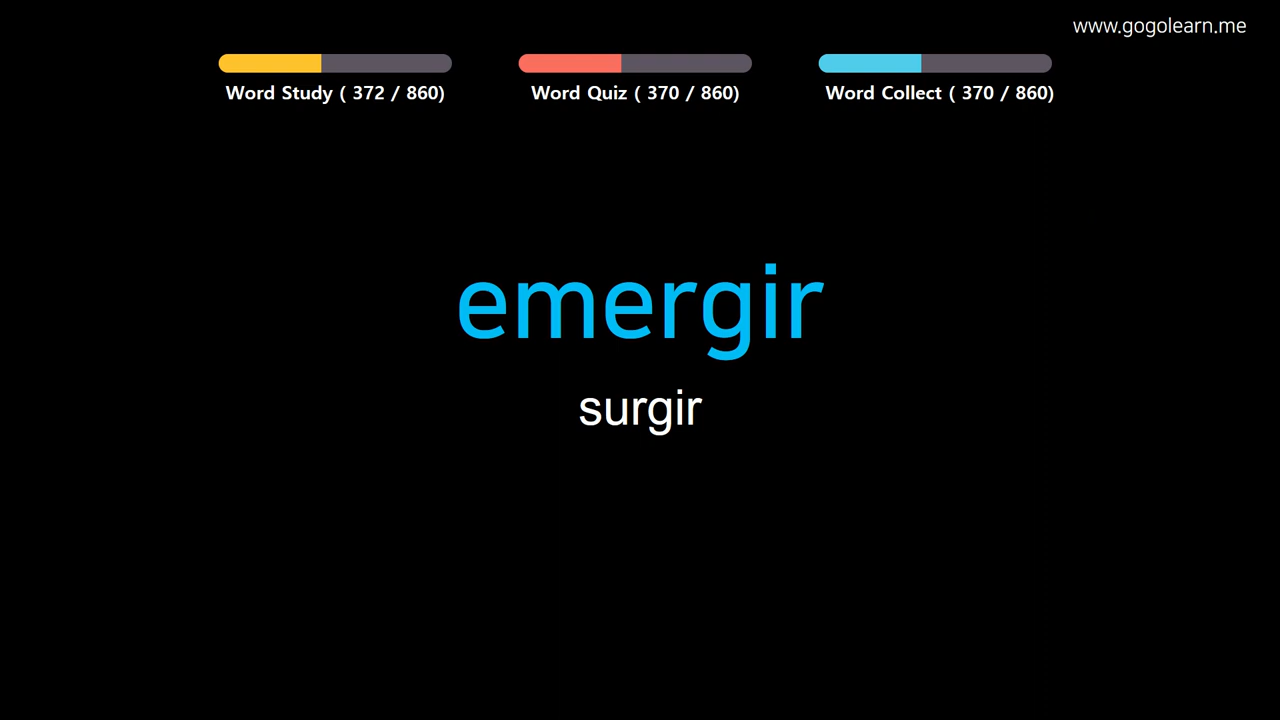 www.gogolearn.me
Word Study ( 372 / 860)
Word Quiz ( 370 / 860)
Word Collect ( 370 / 860)
emergir
surgir